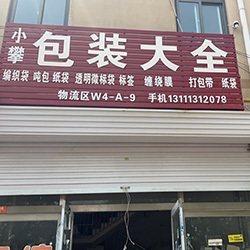 小攀 包装大全
编织袋 吨包 纸袋 透明微标袋 标签 缠绕膜 打包带 纸袋
物流区W4-A-9 手机13111312078